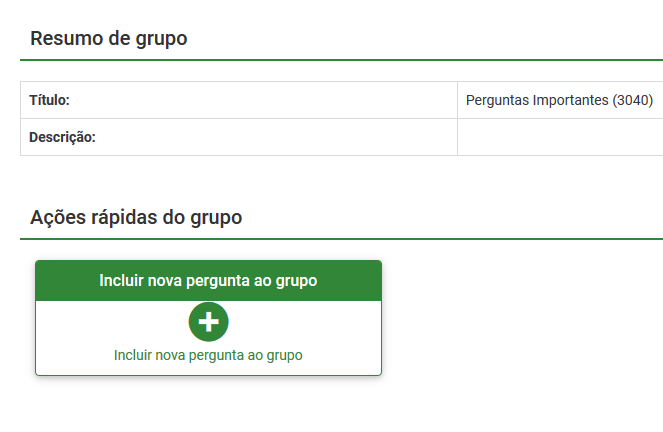 Resumo de grupo
Título:
Perguntas Importantes (3040)
Descrição:
Ações rápidas do grupo
Incluir nova pergunta ao grupo
Incluir nova pergunta ao grupo